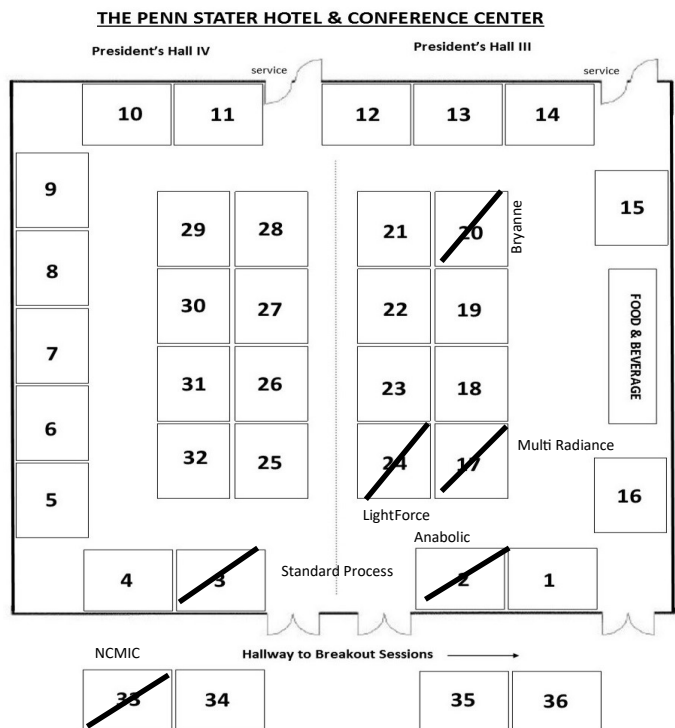 THE PENN STATER HOTEL & CONFERENCE CENTER
President's Hall IV
President's Hall III
service
service
10
11
12
13
14
9
15
29
28
21
20
Bryanne
8
30
27
22
19
FOOD & BEVERAGE
7
31
26
23
18
6
32
25
24
17
Multi Radiance
5
16
LightForce
Anabolic
4
3
Standard Process
2
1
NCMIC
Hallway to Breakout Sessions
33
34
35
36